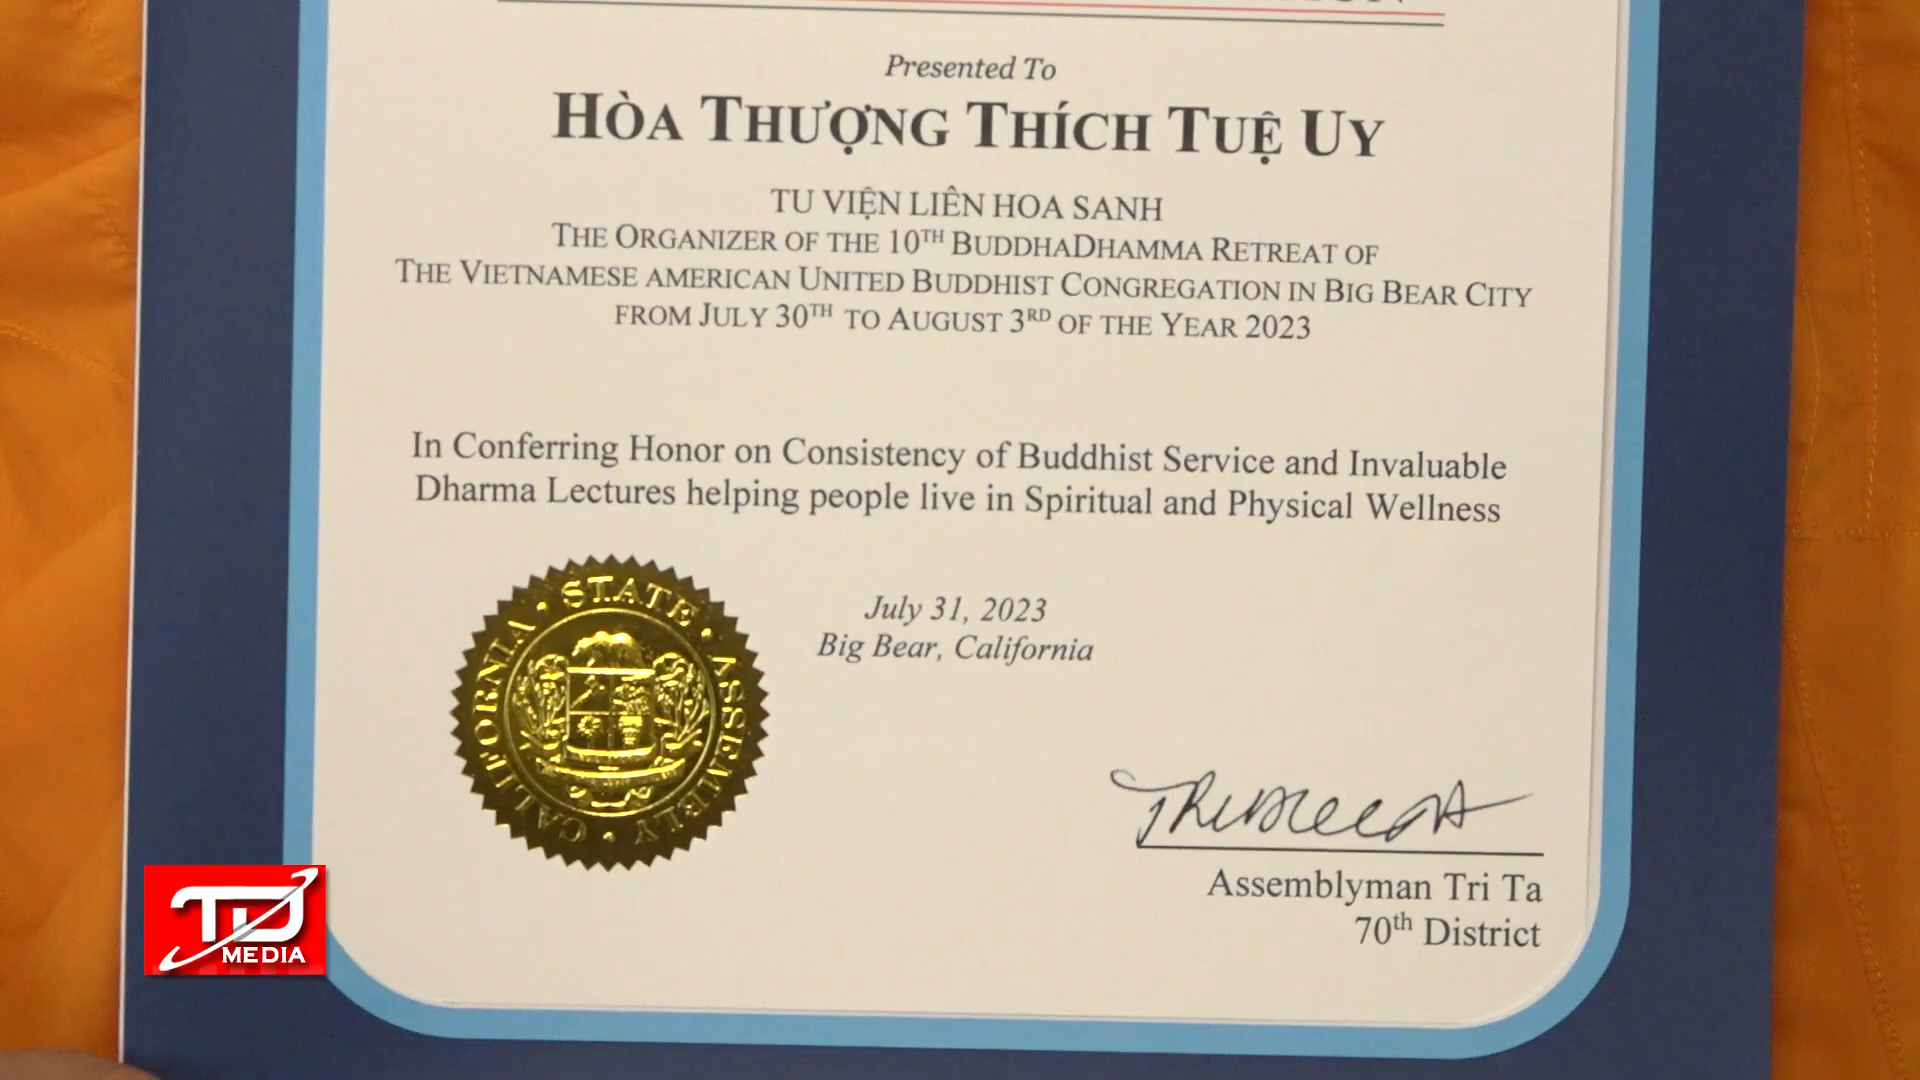 Presented To
HÒA THƯỢNG THÍCH TUỆ UY
TU VIỆN LIÊN HOA SANH
THE ORGANIZER OF THE 10TH BUDDHADHAMMA RETREAT OF
THE VIETNAMESE AMERICAN UNITED BUDDHIST CONGREGATION IN BIG BEAR CITY
FROM JULY 30TH TO AUGUST 3RD OF THE YEAR 2023
In Conferring Honor on Consistency of Buddhist Service and Invaluable
Dharma Lectures helping people live in Spiritual and Physical Wellness
CALIFORNIA • STATE • ASSEMBLY
July 31, 2023
Big Bear, California
Assemblyman Tri Ta
70th District
TD
MEDIA